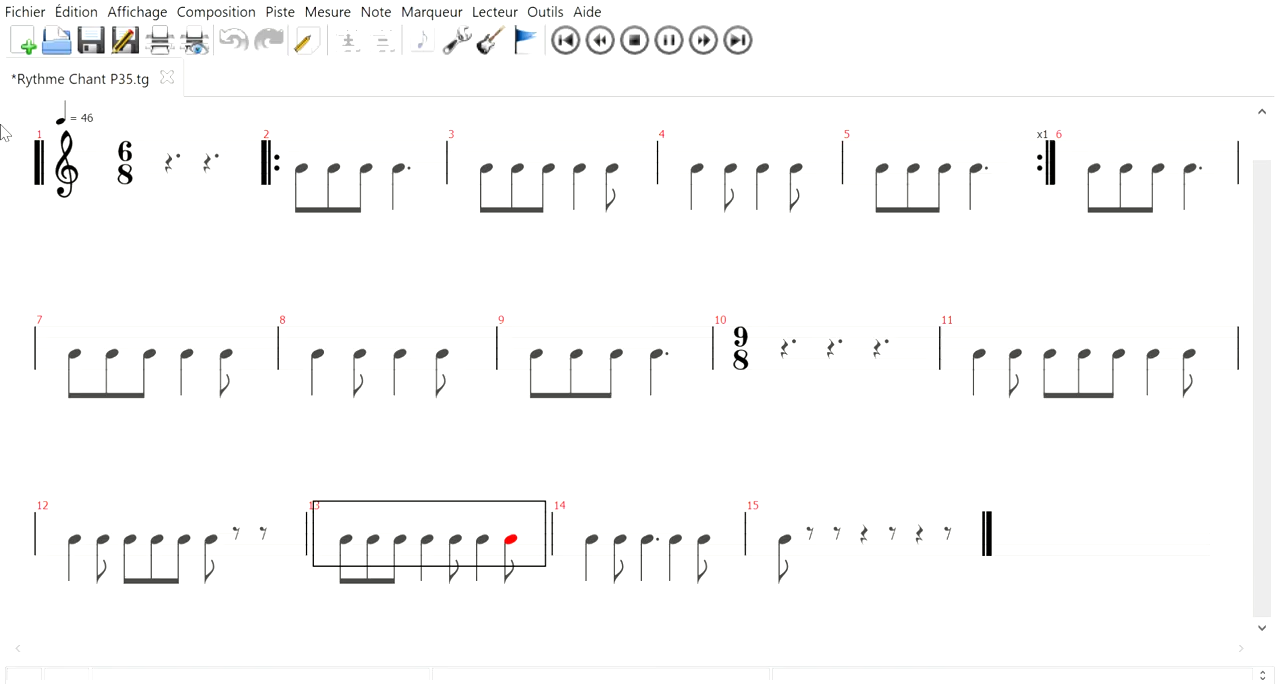 Fichier Édition Affichage Composition Piste Mesure Note Marqueur Lecteur Outils Aide
*Rythme Chant P35.tg
= 46
1 2 3 4 5 x1 6
6
8
7 8 9 10 11
9
8
12 13 14 15